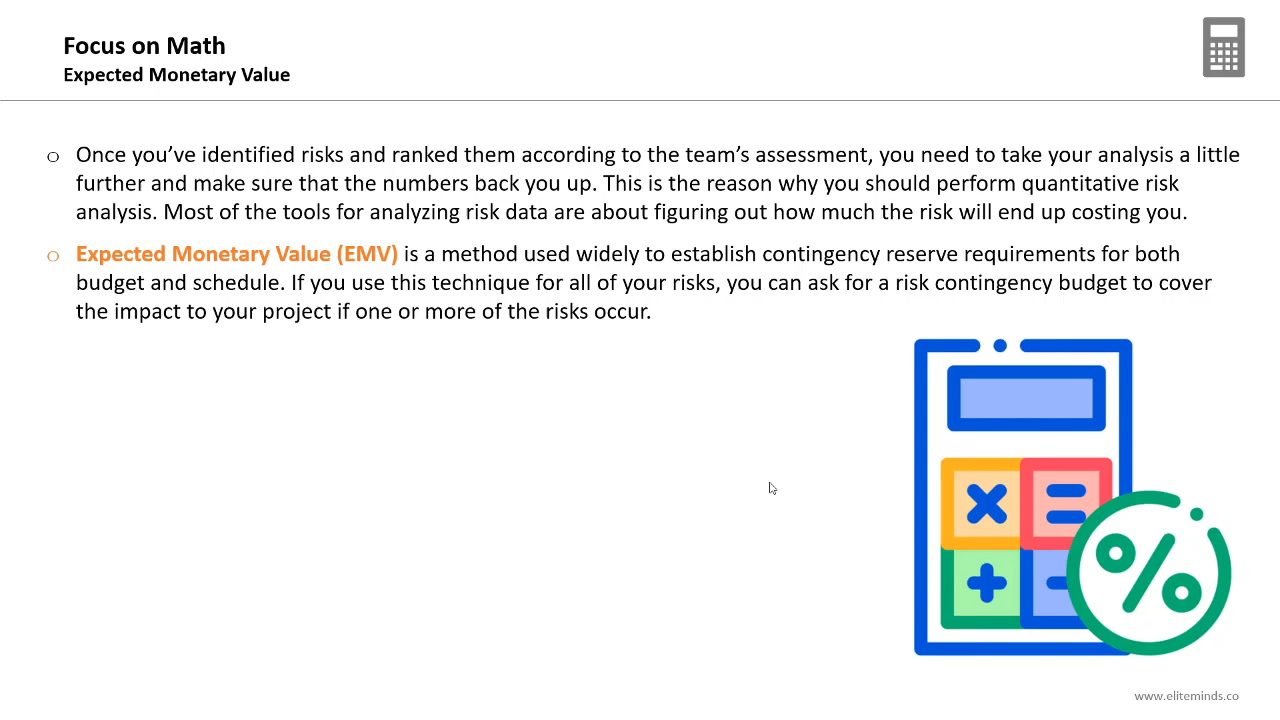 Focus on Math
Expected Monetary Value
Once you’ve identified risks and ranked them according to the team’s assessment, you need to take your analysis a little
further and make sure that the numbers back you up. This is the reason why you should perform quantitative risk
analysis. Most of the tools for analyzing risk data are about figuring out how much the risk will end up costing you.
Expected Monetary Value (EMV) is a method used widely to establish contingency reserve requirements for both
budget and schedule. If you use this technique for all of your risks, you can ask for a risk contingency budget to cover
the impact to your project if one or more of the risks occur.
www.eliteminds.co